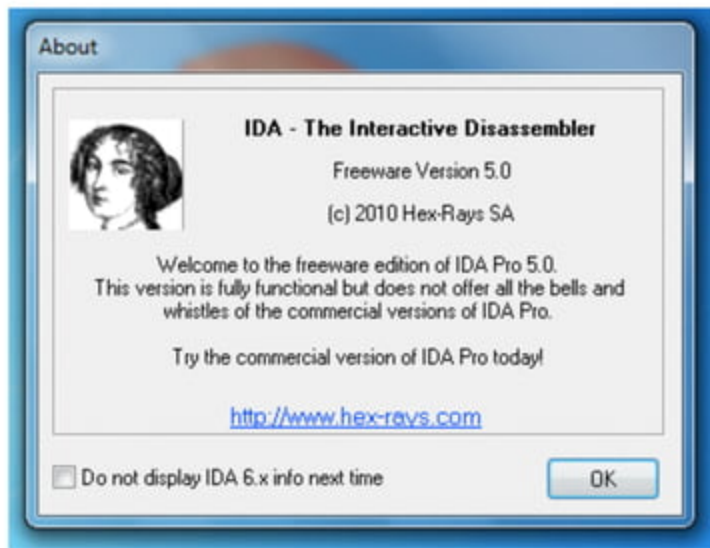 About
IDA - The Interactive Disassembler
Freeware Version 5.0
(c) 2010 Hex-Rays SA
Welcome to the freeware edition of IDA Pro 5.0.
This version is fully functional but does not offer all the bells and
whistles of the commercial versions of IDA Pro.
Try the commercial version of IDA Pro today!
http://www.hex-rays.com
Do not display IDA 6.x info next time
OK